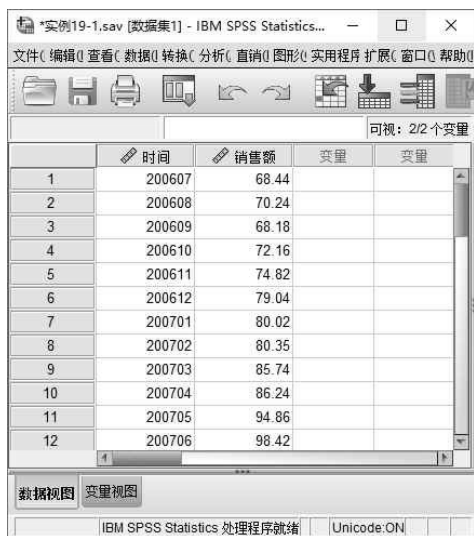 *实例19-1.sav [数据集1] - IBM SPSS Statistics...
文件( 编辑( 查看( 数据( 转换( 分析( 直销( 图形( 实用程序 扩展( 窗口( 帮助(
可视: 2/2 个变量
时间 销售额 变量 变量
1 200607 68.44
2 200608 70.24
3 200609 68.18
4 200610 72.16
5 200611 74.82
6 200612 79.04
7 200701 80.02
8 200702 80.35
9 200703 85.74
10 200704 86.24
11 200705 94.86
12 200706 98.42
数据视图 变量视图
IBM SPSS Statistics 处理程序就绪 Unicode:ON